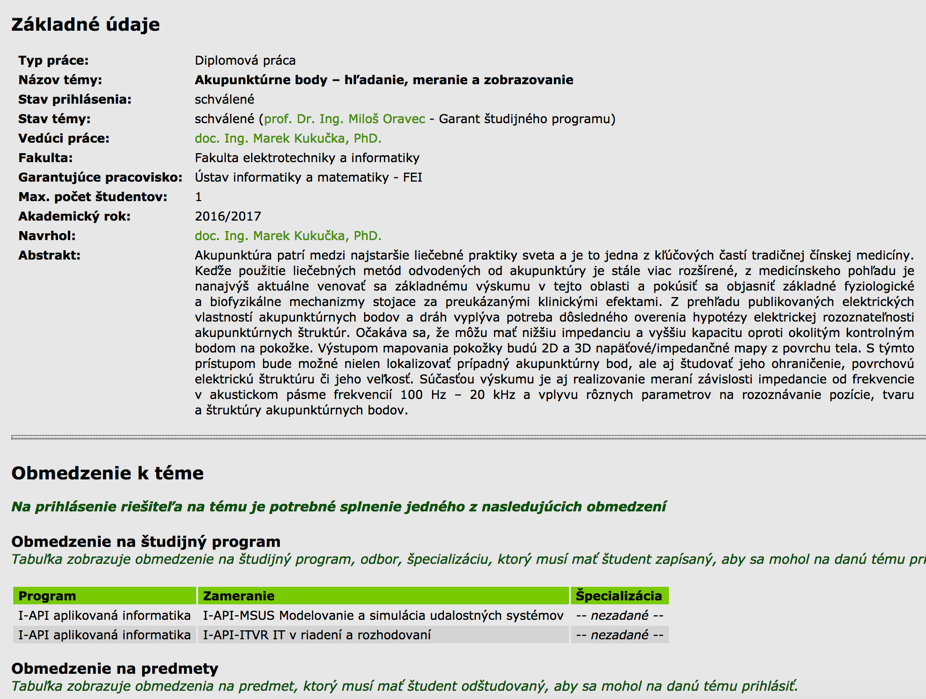 Základné údaje
Typ práce: Diplomová práca
Názov témy: Akupunktúrne body – hľadanie, meranie a zobrazovanie
Stav prihlásenia: schválené
Stav témy: schválené (prof. Dr. Ing. Miloš Oravec - Garant študijného programu)
Vedúci práce: doc. Ing. Marek Kukučka, PhD.
Fakulta: Fakulta elektrotechniky a informatiky
Garantujúce pracovisko: Ústav informatiky a matematiky - FEI
Max. počet študentov: 1
Akademický rok: 2016/2017
Navrhol: doc. Ing. Marek Kukučka, PhD.
Abstrakt: Akupunktúra patrí medzi najstaršie liečebné praktiky sveta a je to jedna z kľúčových častí tradičnej čínskej medicíny.
Keďže použitie liečebných metód odvodených od akupunktúry je stále viac rozšírené, z medicínskeho pohľadu je
nanajvýš aktuálne venovať sa základnému výskumu v tejto oblasti a pokúsiť sa objasniť základné fyziologické
a biofyzikálne mechanizmy stojace za preukázanými klinickými efektami. Z prehľadu publikovaných elektrických
vlastností akupunktúrnych bodov a dráh vyplýva potreba dôsledného overenia hypotézy elektrickej rozoznateľnosti
akupunktúrnych štruktúr. Očakáva sa, že môžu mať nižšiu impedanciu a vyššiu kapacitu oproti okolitým kontrolným
bodom na pokožke. Výstupom mapovania pokožky budú 2D a 3D napäťové/impedančné mapy z povrchu tela. S týmto
prístupom bude možné nielen lokalizovať prípadný akupunktúrny bod, ale aj študovať jeho ohraničenie, povrchovú
elektrickú štruktúru či jeho veľkosť. Súčasťou výskumu je aj realizovanie meraní závislosti impedancie od frekvencie
v akustickom pásme frekvencií 100 Hz – 20 kHz a vplyvu rôznych parametrov na rozoznávanie pozície, tvaru
a štruktúry akupunktúrnych bodov.
Obmedzenie k téme
Na prihlásenie riešiteľa na tému je potrebné splnenie jedného z nasledujúcich obmedzení
Obmedzenie na študijný program
Tabuľka zobrazuje obmedzenie na študijný program, odbor, špecializáciu, ktorý musí mať študent zapísaný, aby sa mohol na danú tému pri
Program Zameranie Špecializácia
I-API aplikovaná informatika I-API-MSUS Modelovanie a simulácia udalostných systémov -- nezadané --
I-API aplikovaná informatika I-API-ITVR IT v riadení a rozhodovaní -- nezadané --
Obmedzenie na predmety
Tabuľka zobrazuje obmedzenia na predmet, ktorý musí mať študent odštudovaný, aby sa mohol na danú tému prihlásiť.